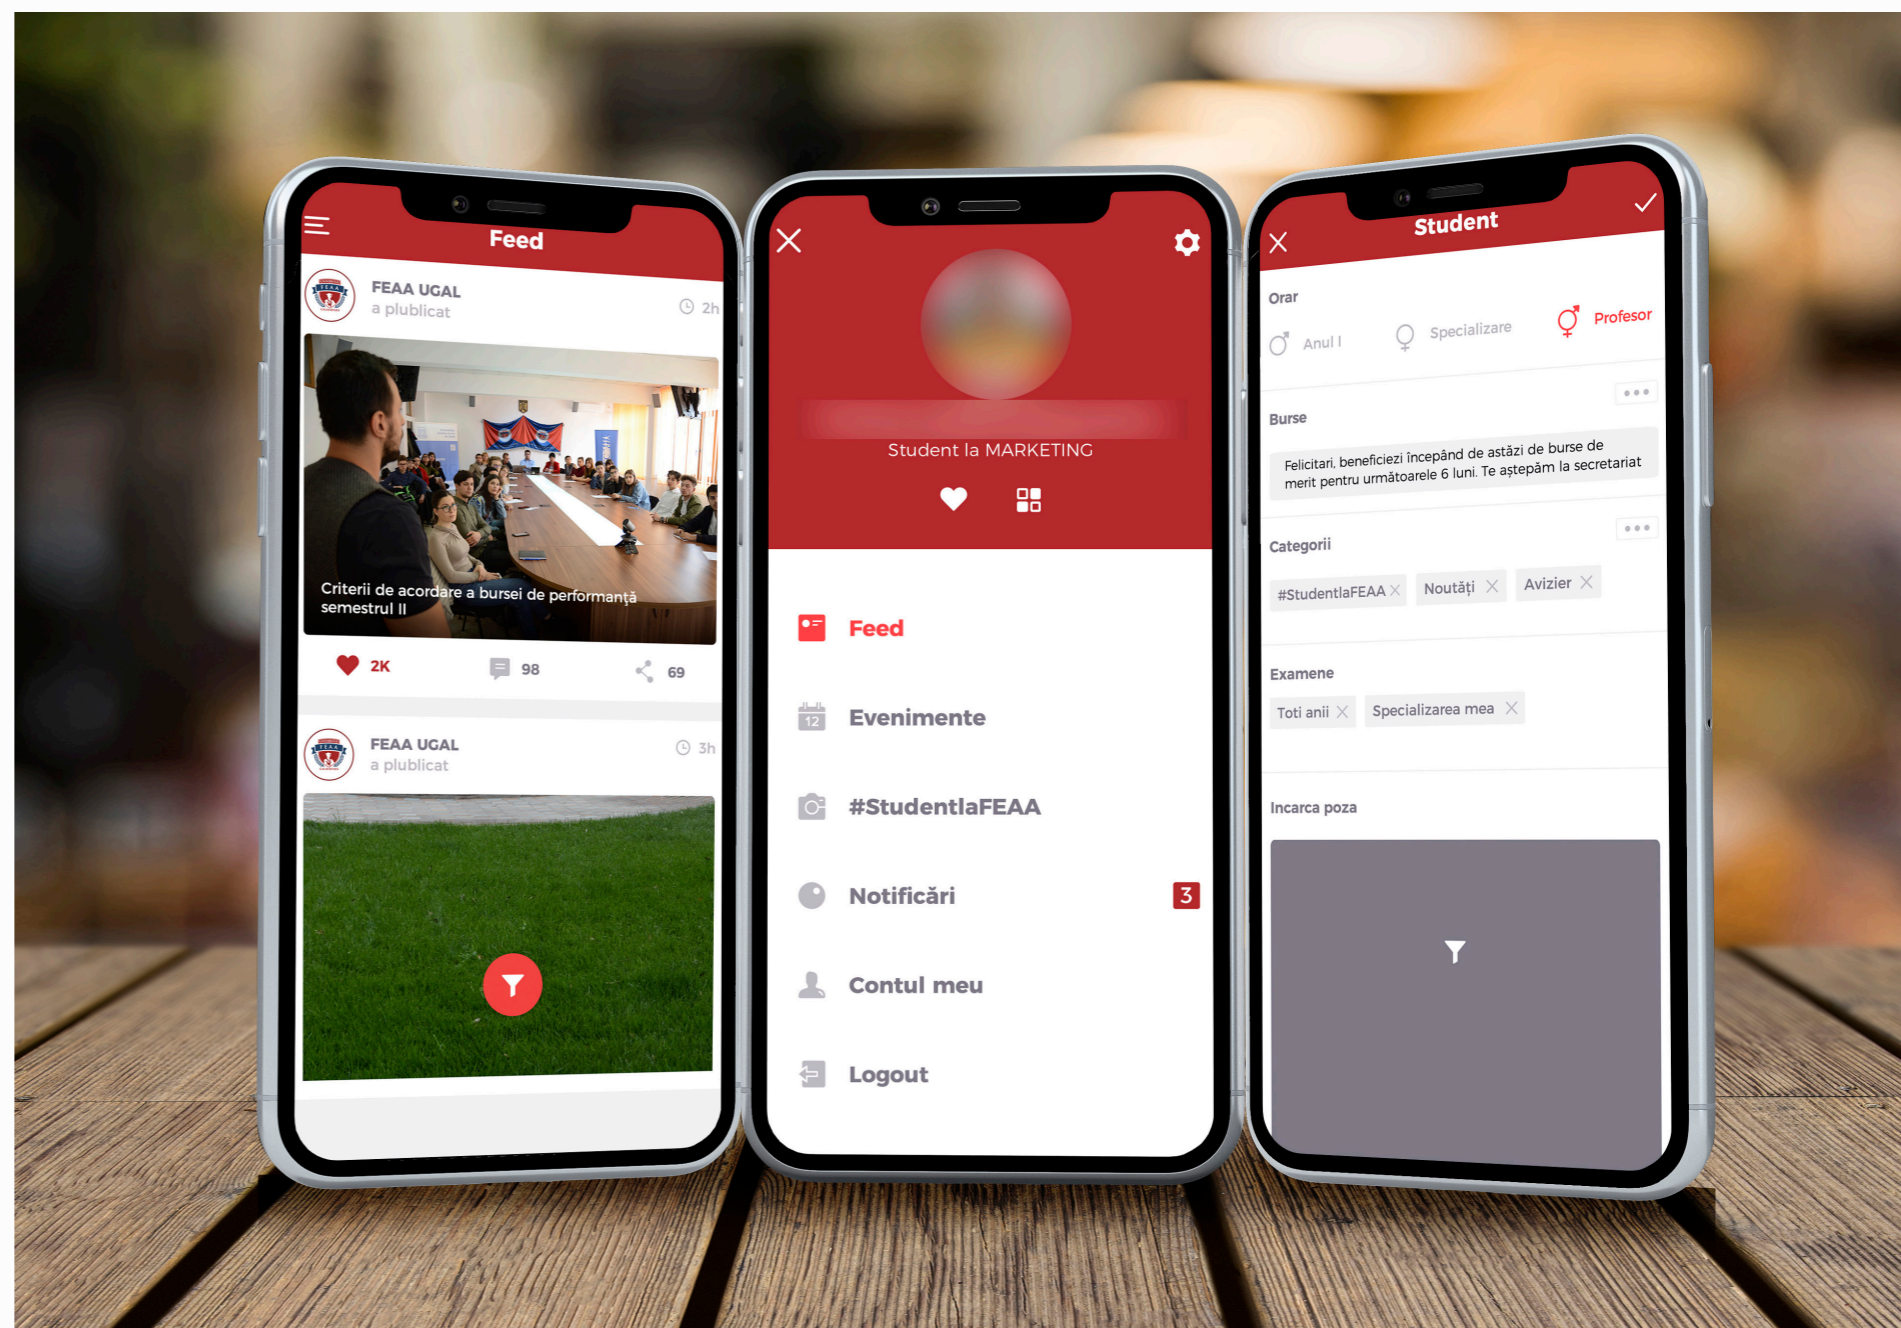 Feed
FEAA UGAL
a plublicat
2h
FEAA
Criterii de acordare a bursei de performanță
semestrul II
2K
98
69
FEAA UGAL
a plublicat
3h
FEAA
Student la MARKETING
Feed
12
Evenimente
#StudentlaFEAA
Notificări
3
Contul meu
Logout
Student
Orar
Anul I
Specializare
Profesor
Burse
Felicitari, beneficiezi începând de astăzi de burse de
merit pentru următoarele 6 luni. Te aștepăm la secretariat
Categorii
#StudentlaFEAA
Noutăți
Avizier
Examene
Toti anii
Specializarea mea
Incarca poza